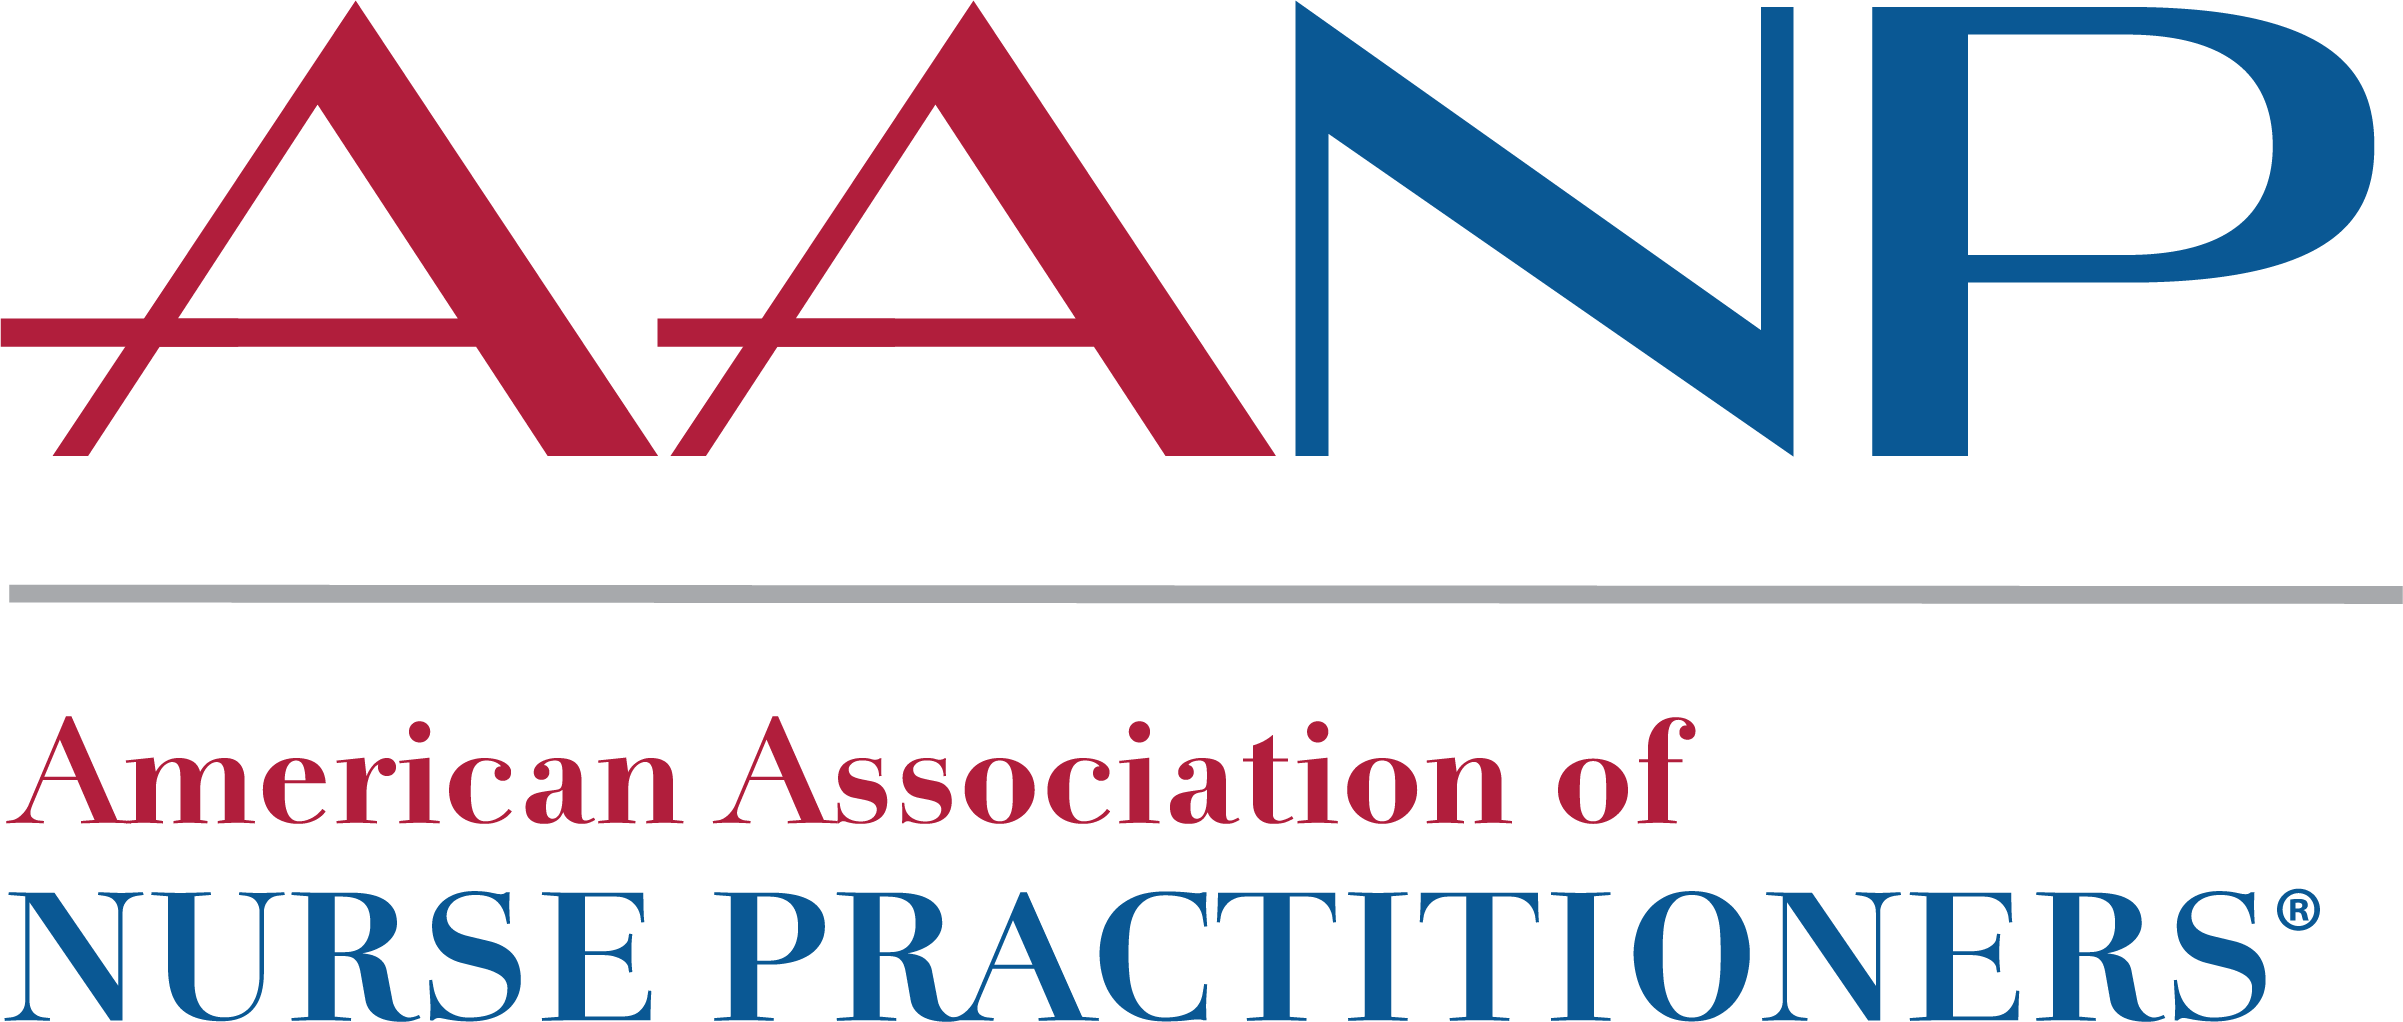 AANP
American Association of
NURSE PRACTITIONERS®